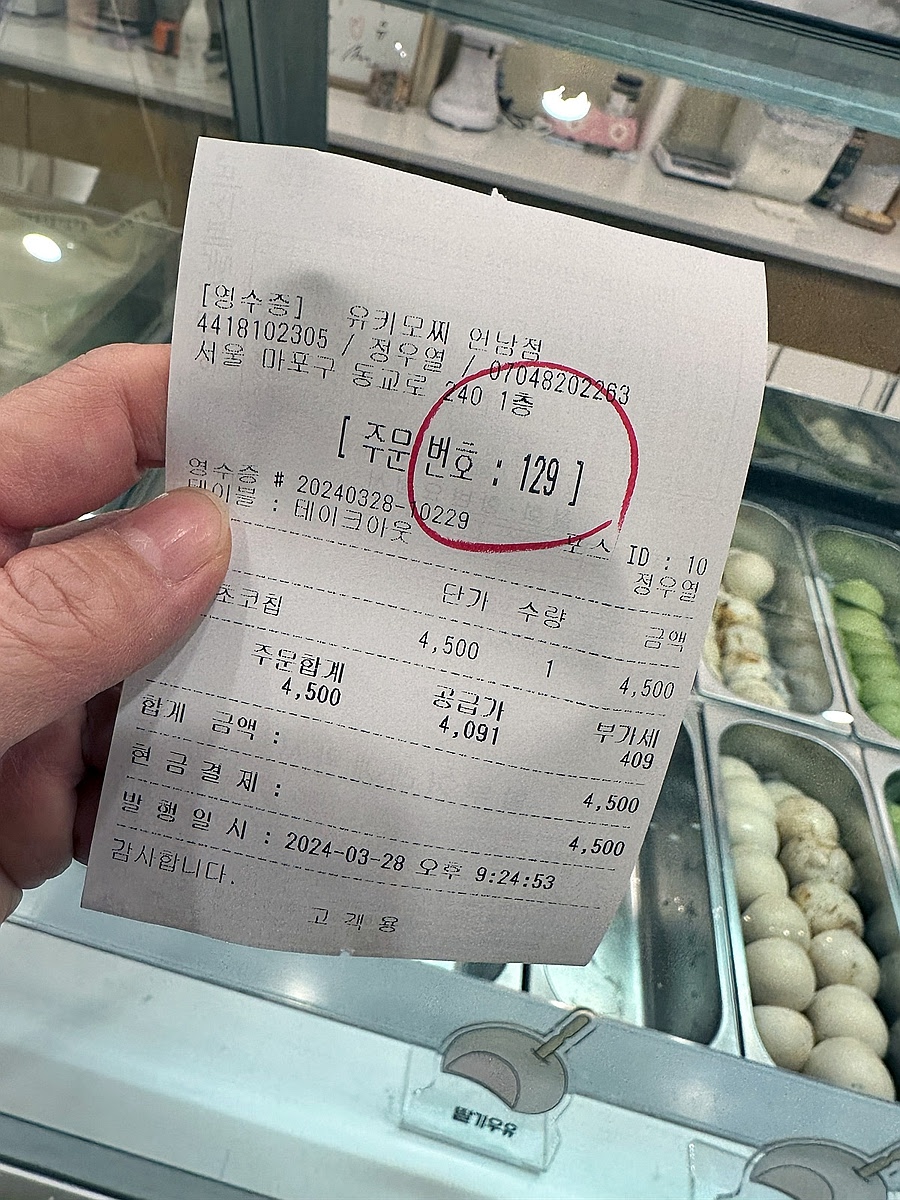 [영수증] 유키모찌 연남점
4418102305 / 정우열 / 07048202263
서울 마포구 동교로 240 1층
[ 주문번호 : 129 ]
영수증 # 20240328-10229
포스 ID : 10
테이블 : 테이크아웃
정우열
단가 수량 금액
초코칩 4,500 1 4,500
주문합계 공급가 부가세
4,500 4,091 409
합계 금액 : 4,500
현금결제 : 4,500
발행일시 : 2024-03-28 오후 9:24:53
감사합니다.
고객용
딸기우유